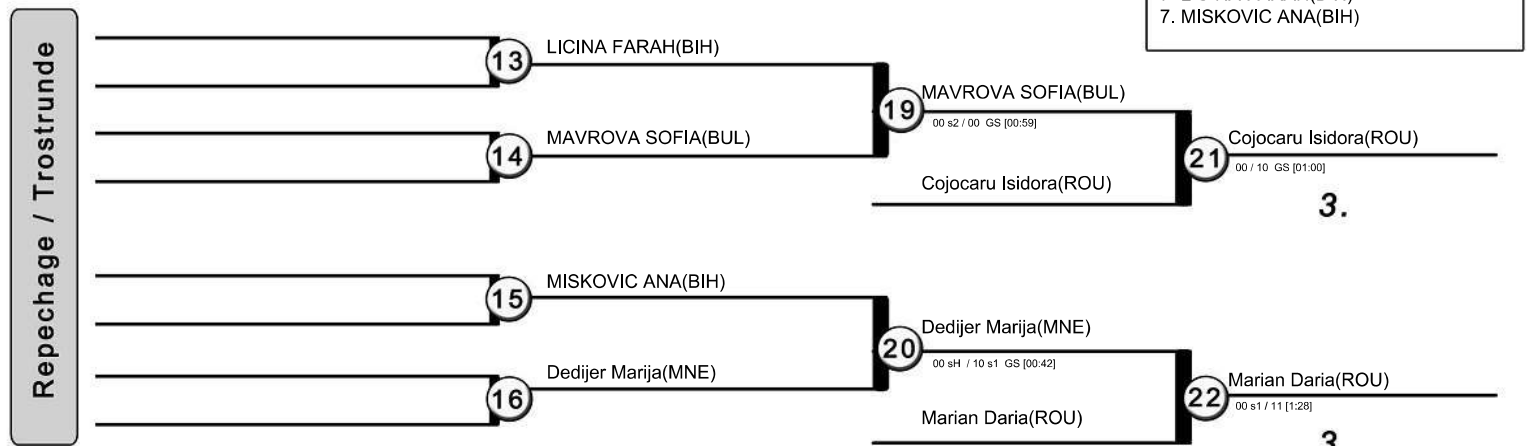 7. MISKOVIC ANA(BIH)
Repechage / Trostrunde
13
LICINA FARAH(BIH)
14
MAVROVA SOFIA(BUL)
19
MAVROVA SOFIA(BUL)
00 s2 / 00 GS [00:59]
Cojocaru Isidora(ROU)
21
Cojocaru Isidora(ROU)
00 / 10 GS [01:00]
3.
15
MISKOVIC ANA(BIH)
16
Dedijer Marija(MNE)
20
Dedijer Marija(MNE)
00 sH / 10 s1 GS [00:42]
Marian Daria(ROU)
22
Marian Daria(ROU)
00 s1 / 11 [1:28]
3